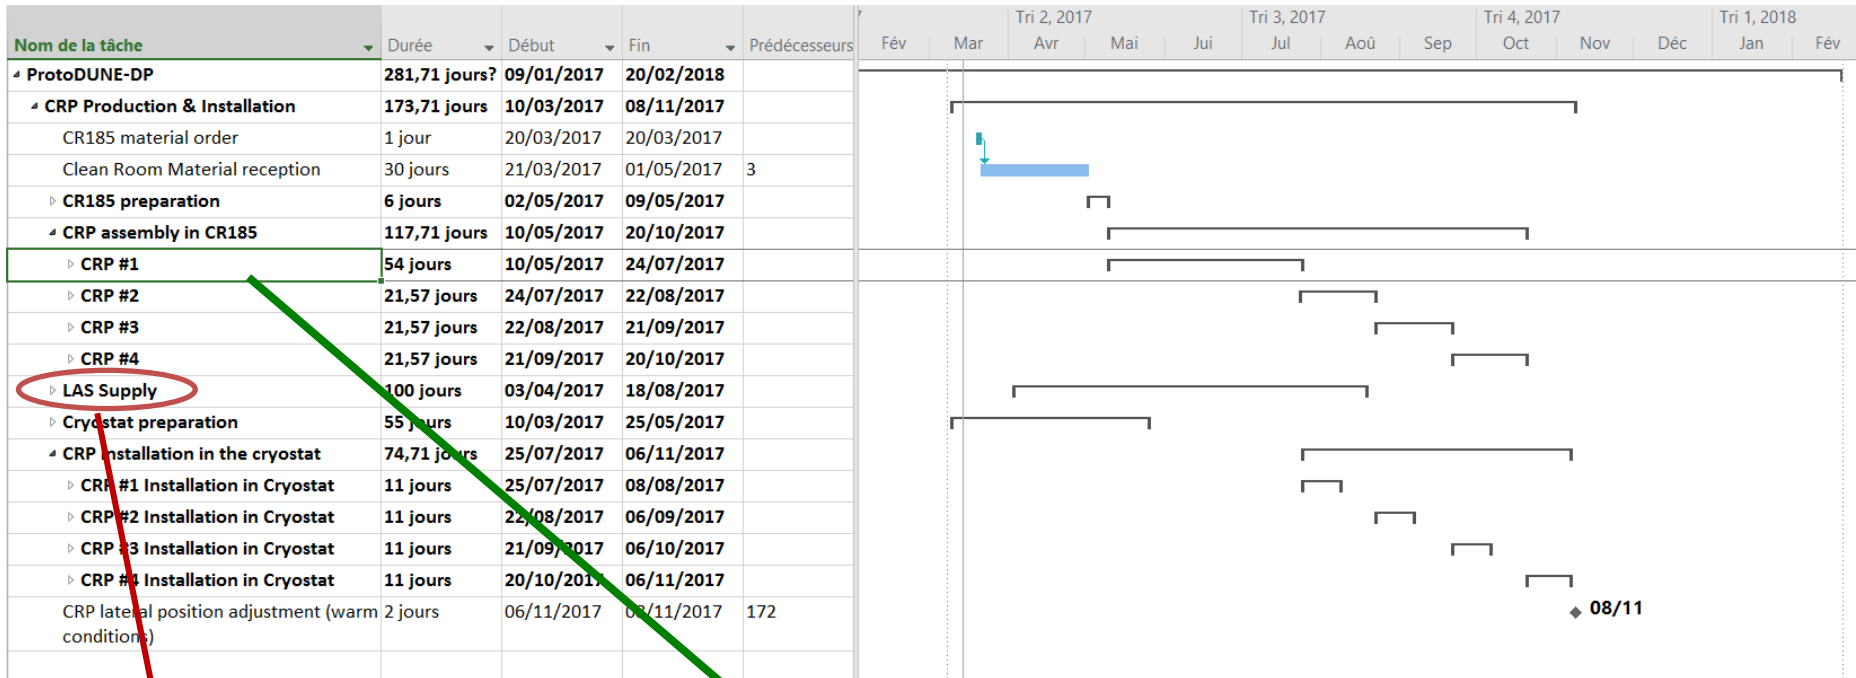 Tri 2, 2017 Tri 3, 2017 Tri 4, 2017 Tri 1, 2018
Nom de la tâche Durée Début Fin Prédécesseurs Fév Mar Avr Mai Jui Jul Aoû Sep Oct Nov Déc Jan Fév
ProtoDUNE-DP 281,71 jours? 09/01/2017 20/02/2018
CRP Production & Installation 173,71 jours 10/03/2017 08/11/2017
CR185 material order 1 jour 20/03/2017 20/03/2017
Clean Room Material reception 30 jours 21/03/2017 01/05/2017 3
CR185 preparation 6 jours 02/05/2017 09/05/2017
CRP assembly in CR185 117,71 jours 10/05/2017 20/10/2017
CRP #1 54 jours 10/05/2017 24/07/2017
CRP #2 21,57 jours 24/07/2017 22/08/2017
CRP #3 21,57 jours 22/08/2017 21/09/2017
CRP #4 21,57 jours 21/09/2017 20/10/2017
LAS Supply 100 jours 03/04/2017 18/08/2017
Cryostat preparation 55 jours 10/03/2017 25/05/2017
CRP installation in the cryostat 74,71 jours 25/07/2017 06/11/2017
CRP #1 Installation in Cryostat 11 jours 25/07/2017 08/08/2017
CRP #2 Installation in Cryostat 11 jours 22/08/2017 06/09/2017
CRP #3 Installation in Cryostat 11 jours 21/09/2017 06/10/2017
CRP #4 Installation in Cryostat 11 jours 20/10/2017 06/11/2017
CRP lateral position adjustment (warm 2 jours 06/11/2017 08/11/2017 172 08/11
conditions)